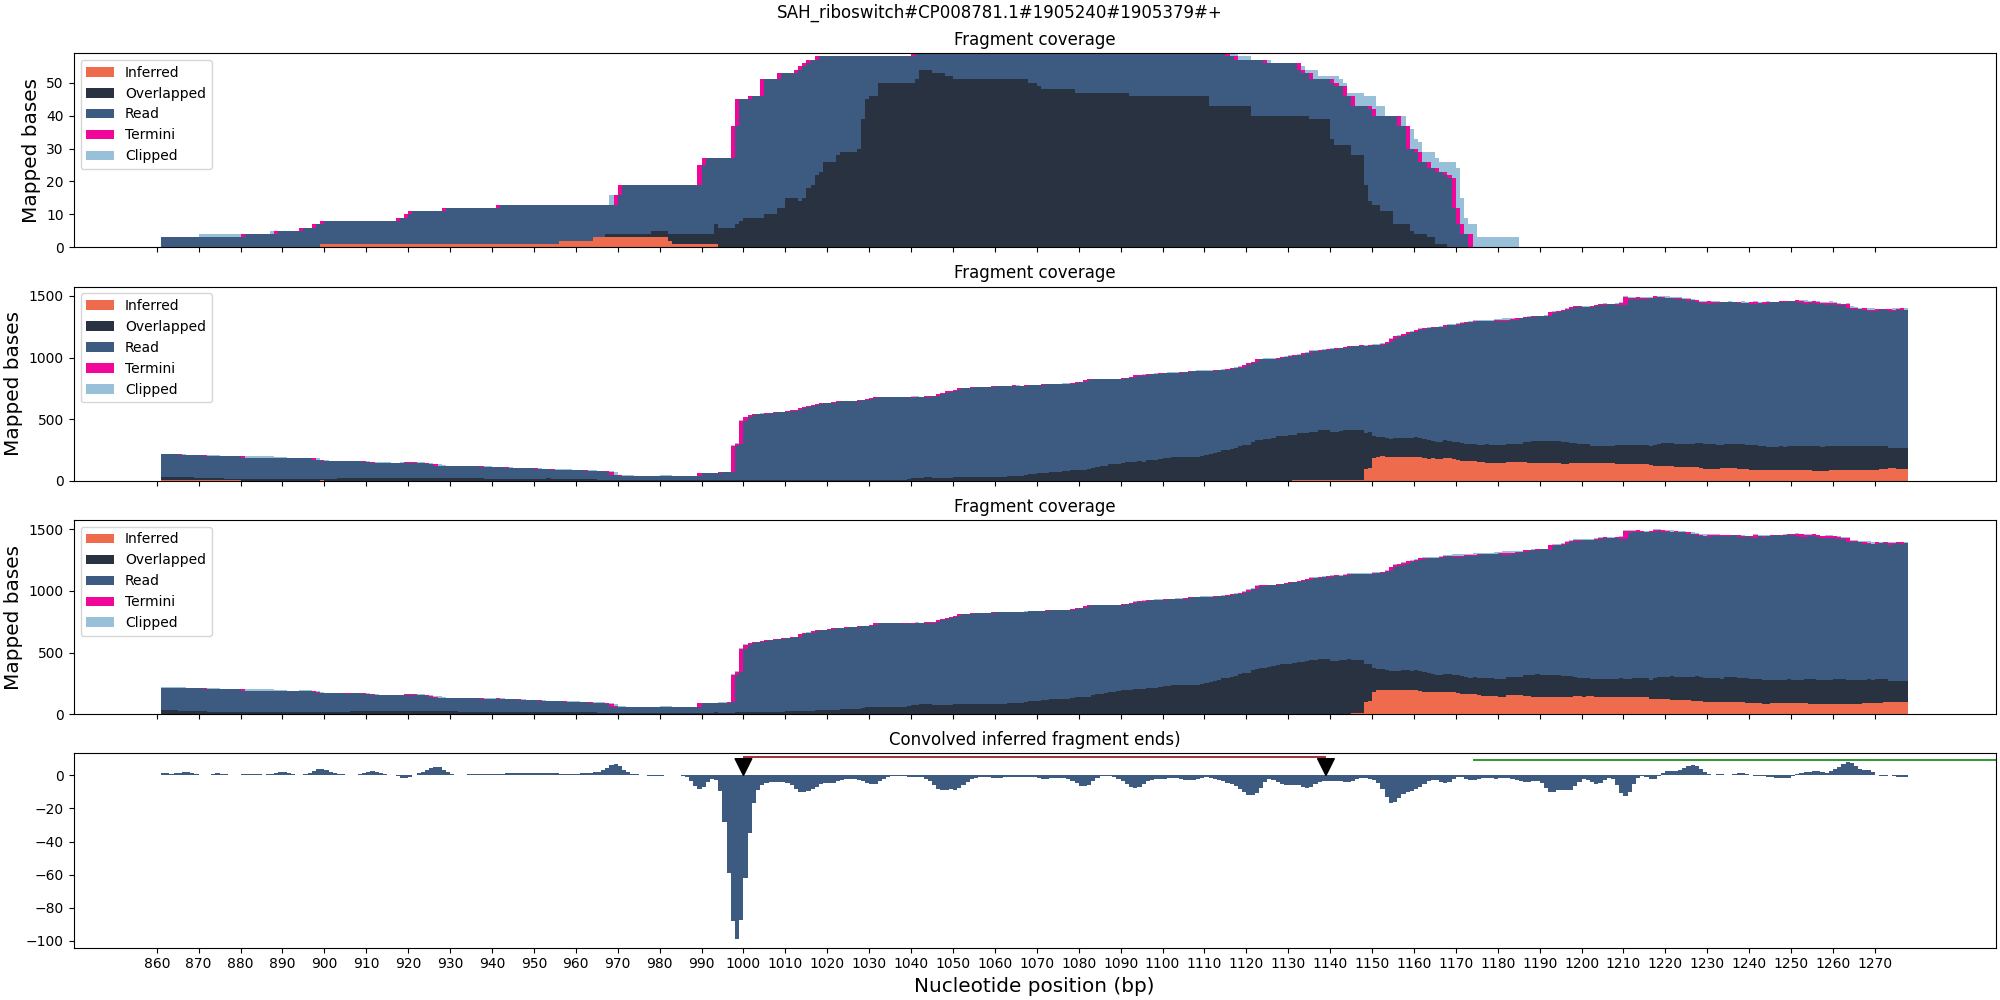 SAH_riboswitch#CP008781.1#1905240#1905379#+
Fragment coverage
Mapped bases
50
40
30
20
10
0
Inferred
Overlapped
Read
Termini
Clipped
Fragment coverage
Mapped bases
1500
1000
500
0
Inferred
Overlapped
Read
Termini
Clipped
Fragment coverage
Mapped bases
1500
1000
500
0
Inferred
Overlapped
Read
Termini
Clipped
Convolved inferred fragment ends)
0
−20
−40
−60
−80
−100
860 870 880 890 900 910 920 930 940 950 960 970 980 990 1000 1010 1020 1030 1040 1050 1060 1070 1080 1090 1100 1110 1120 1130 1140 1150 1160 1170 1180 1190 1200 1210 1220 1230 1240 1250 1260 1270
Nucleotide position (bp)